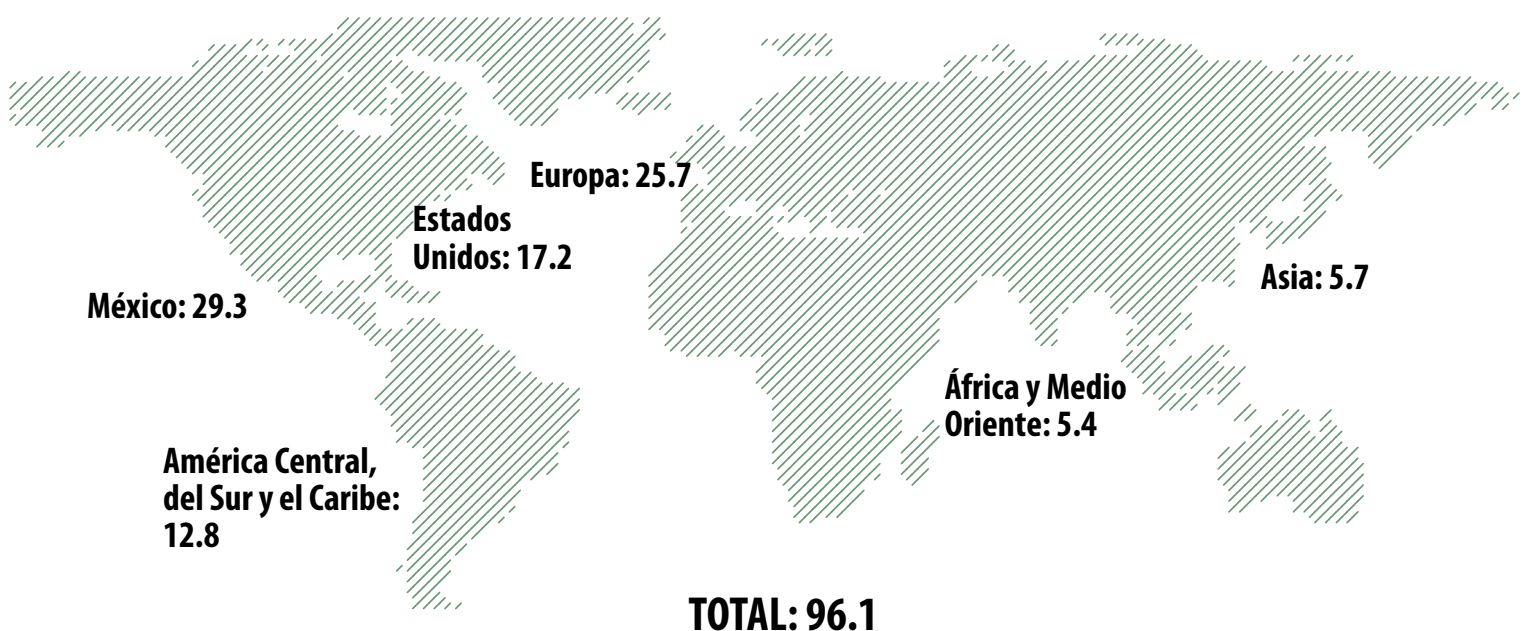 Europa: 25.7
Estados
Unidos: 17.2
México: 29.3
Asia: 5.7
África y Medio
Oriente: 5.4
América Central,
del Sur y el Caribe:
12.8
TOTAL: 96.1